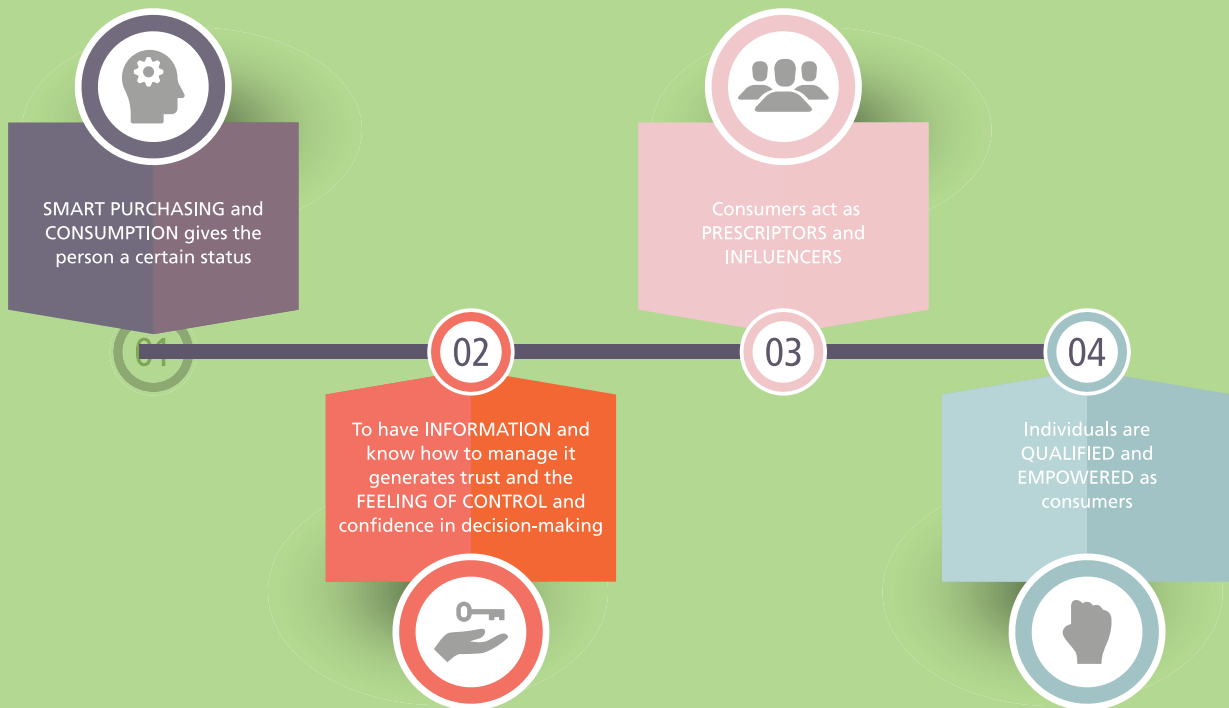 SMART PURCHASING and
CONSUMPTION gives the
person a certain status
01
02
To have INFORMATION and
know how to manage it
generates trust and the
FEELING OF CONTROL and
confidence in decision-making
Consumers act as
PRESCRIPTORS and
INFLUENCERS
03
04
Individuals are
QUALIFIED and
EMPOWERED as
consumers